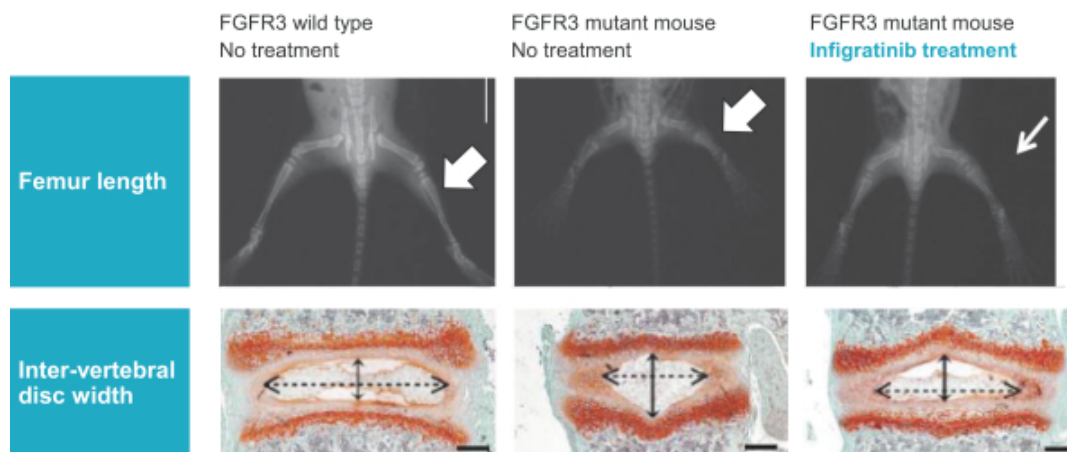 FGFR3 wild type
No treatment
FGFR3 mutant mouse
No treatment
FGFR3 mutant mouse
Infigratinib treatment
Femur length
Inter-vertebral
disc width